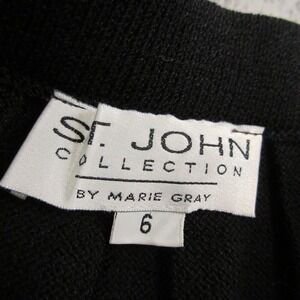 ST. JOHN
COLLECTION
BY MARIE GRAY
6